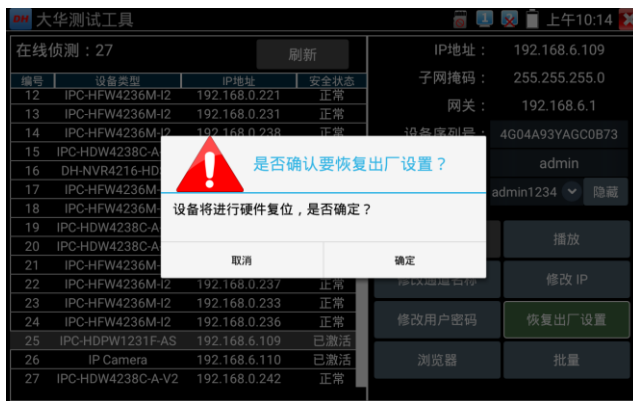 DH 大华测试工具
上午10:14
在线侦测：27
刷新
编号 设备类型 IP地址 安全状态
12 IPC-HFW4236M-I2 192.168.0.221 正常
13 IPC-HFW4236M-I2 192.168.0.231 正常
14 IPC-HFW4236M-I2 192.168.0.238 正常
15 IPC-HDW4238C-A
16 DH-NVR4216-HD
17 IPC-HFW4236M-
18 IPC-HFW4236M-
19 IPC-HDW4238C-A
20 IPC-HDW4238C-A
21 IPC-HFW4236M-
22 IPC-HFW4236M-I2 192.168.0.237 正常
23 IPC-HFW4236M-I2 192.168.0.233 正常
24 IPC-HFW4236M-I2 192.168.0.236 正常
25 IPC-HDPW1231F-AS 192.168.6.109 已激活
26 IP Camera 192.168.6.110 已激活
27 IPC-HDW4238C-A-V2 192.168.0.242 正常
IP地址： 192.168.6.109
子网掩码： 255.255.255.0
网关： 192.168.6.1
设备序列号： 4G04A93YAGC0B73
admin
admin1234 隐藏
播放
修改通道名称 修改 IP
修改用户密码 恢复出厂设置
浏览器 批量
是否确认要恢复出厂设置？
设备将进行硬件复位，是否确定？
取消 确定